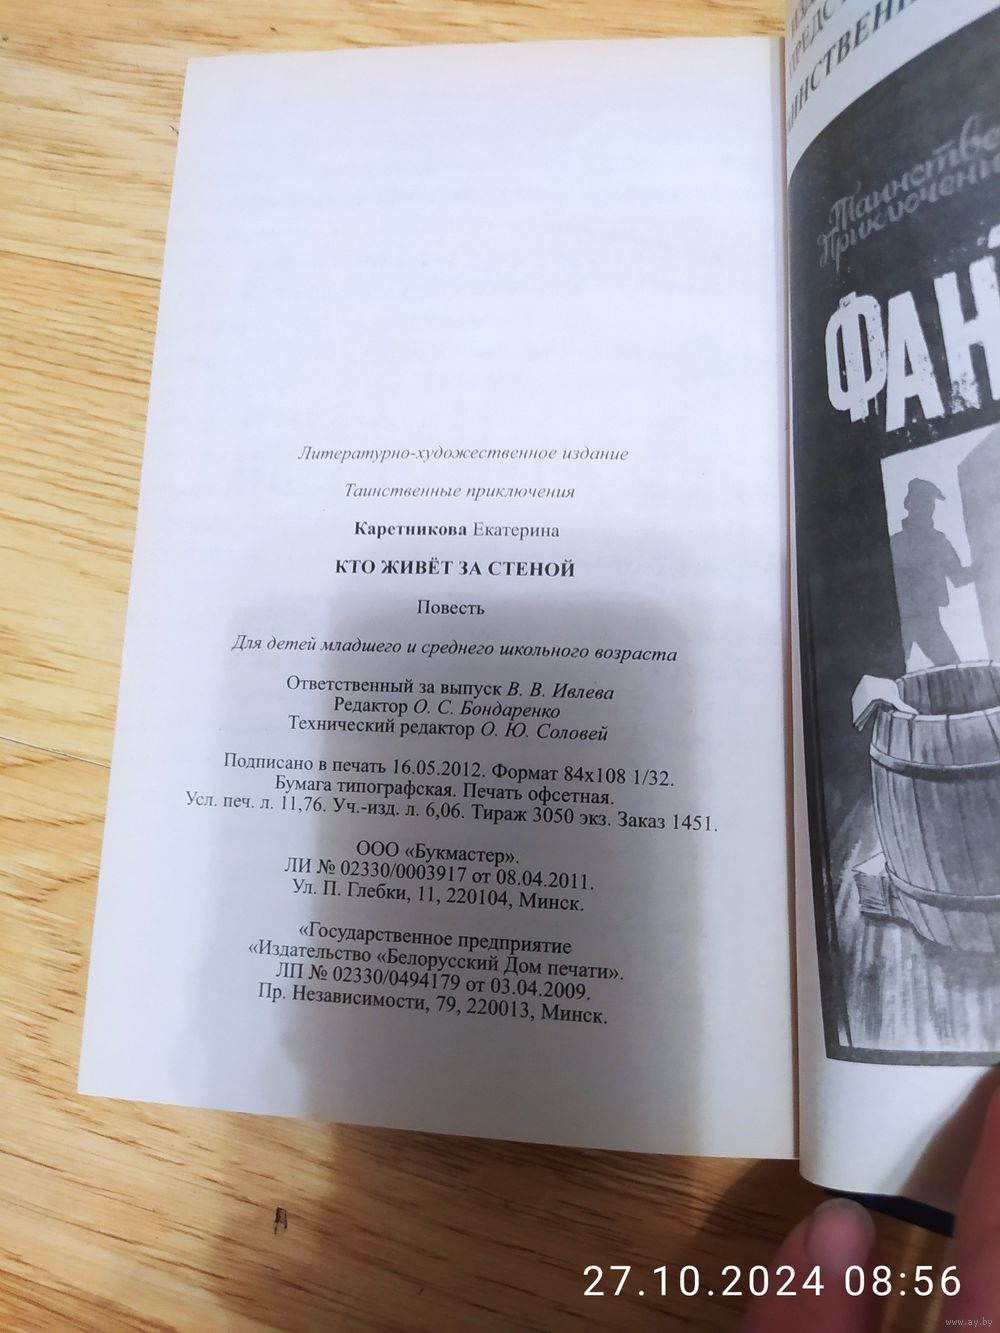 Литературно-художественное издание
Таинственные приключения
Каретникова Екатерина
КТО ЖИВЁТ ЗА СТЕНОЙ
Повесть
Для детей младшего и среднего школьного возраста
Ответственный за выпуск В. В. Ивлева
Редактор О. С. Бондаренко
Технический редактор О. Ю. Соловей
Подписано в печать 16.05.2012. Формат 84х108 1/32.
Бумага типографская. Печать офсетная.
Усл. печ. л. 11,76. Уч.-изд. л. 6,06. Тираж 3050 экз. Заказ 1451.
ООО «Букмастер».
ЛИ № 02330/0003917 от 08.04.2011.
Ул. П. Глебки, 11, 220104, Минск.
«Государственное предприятие
«Издательство «Белорусский Дом печати».
ЛП № 02330/0494179 от 03.04.2009.
Пр. Независимости, 79, 220013, Минск.
27.10.2024 08:56
www.ay.by